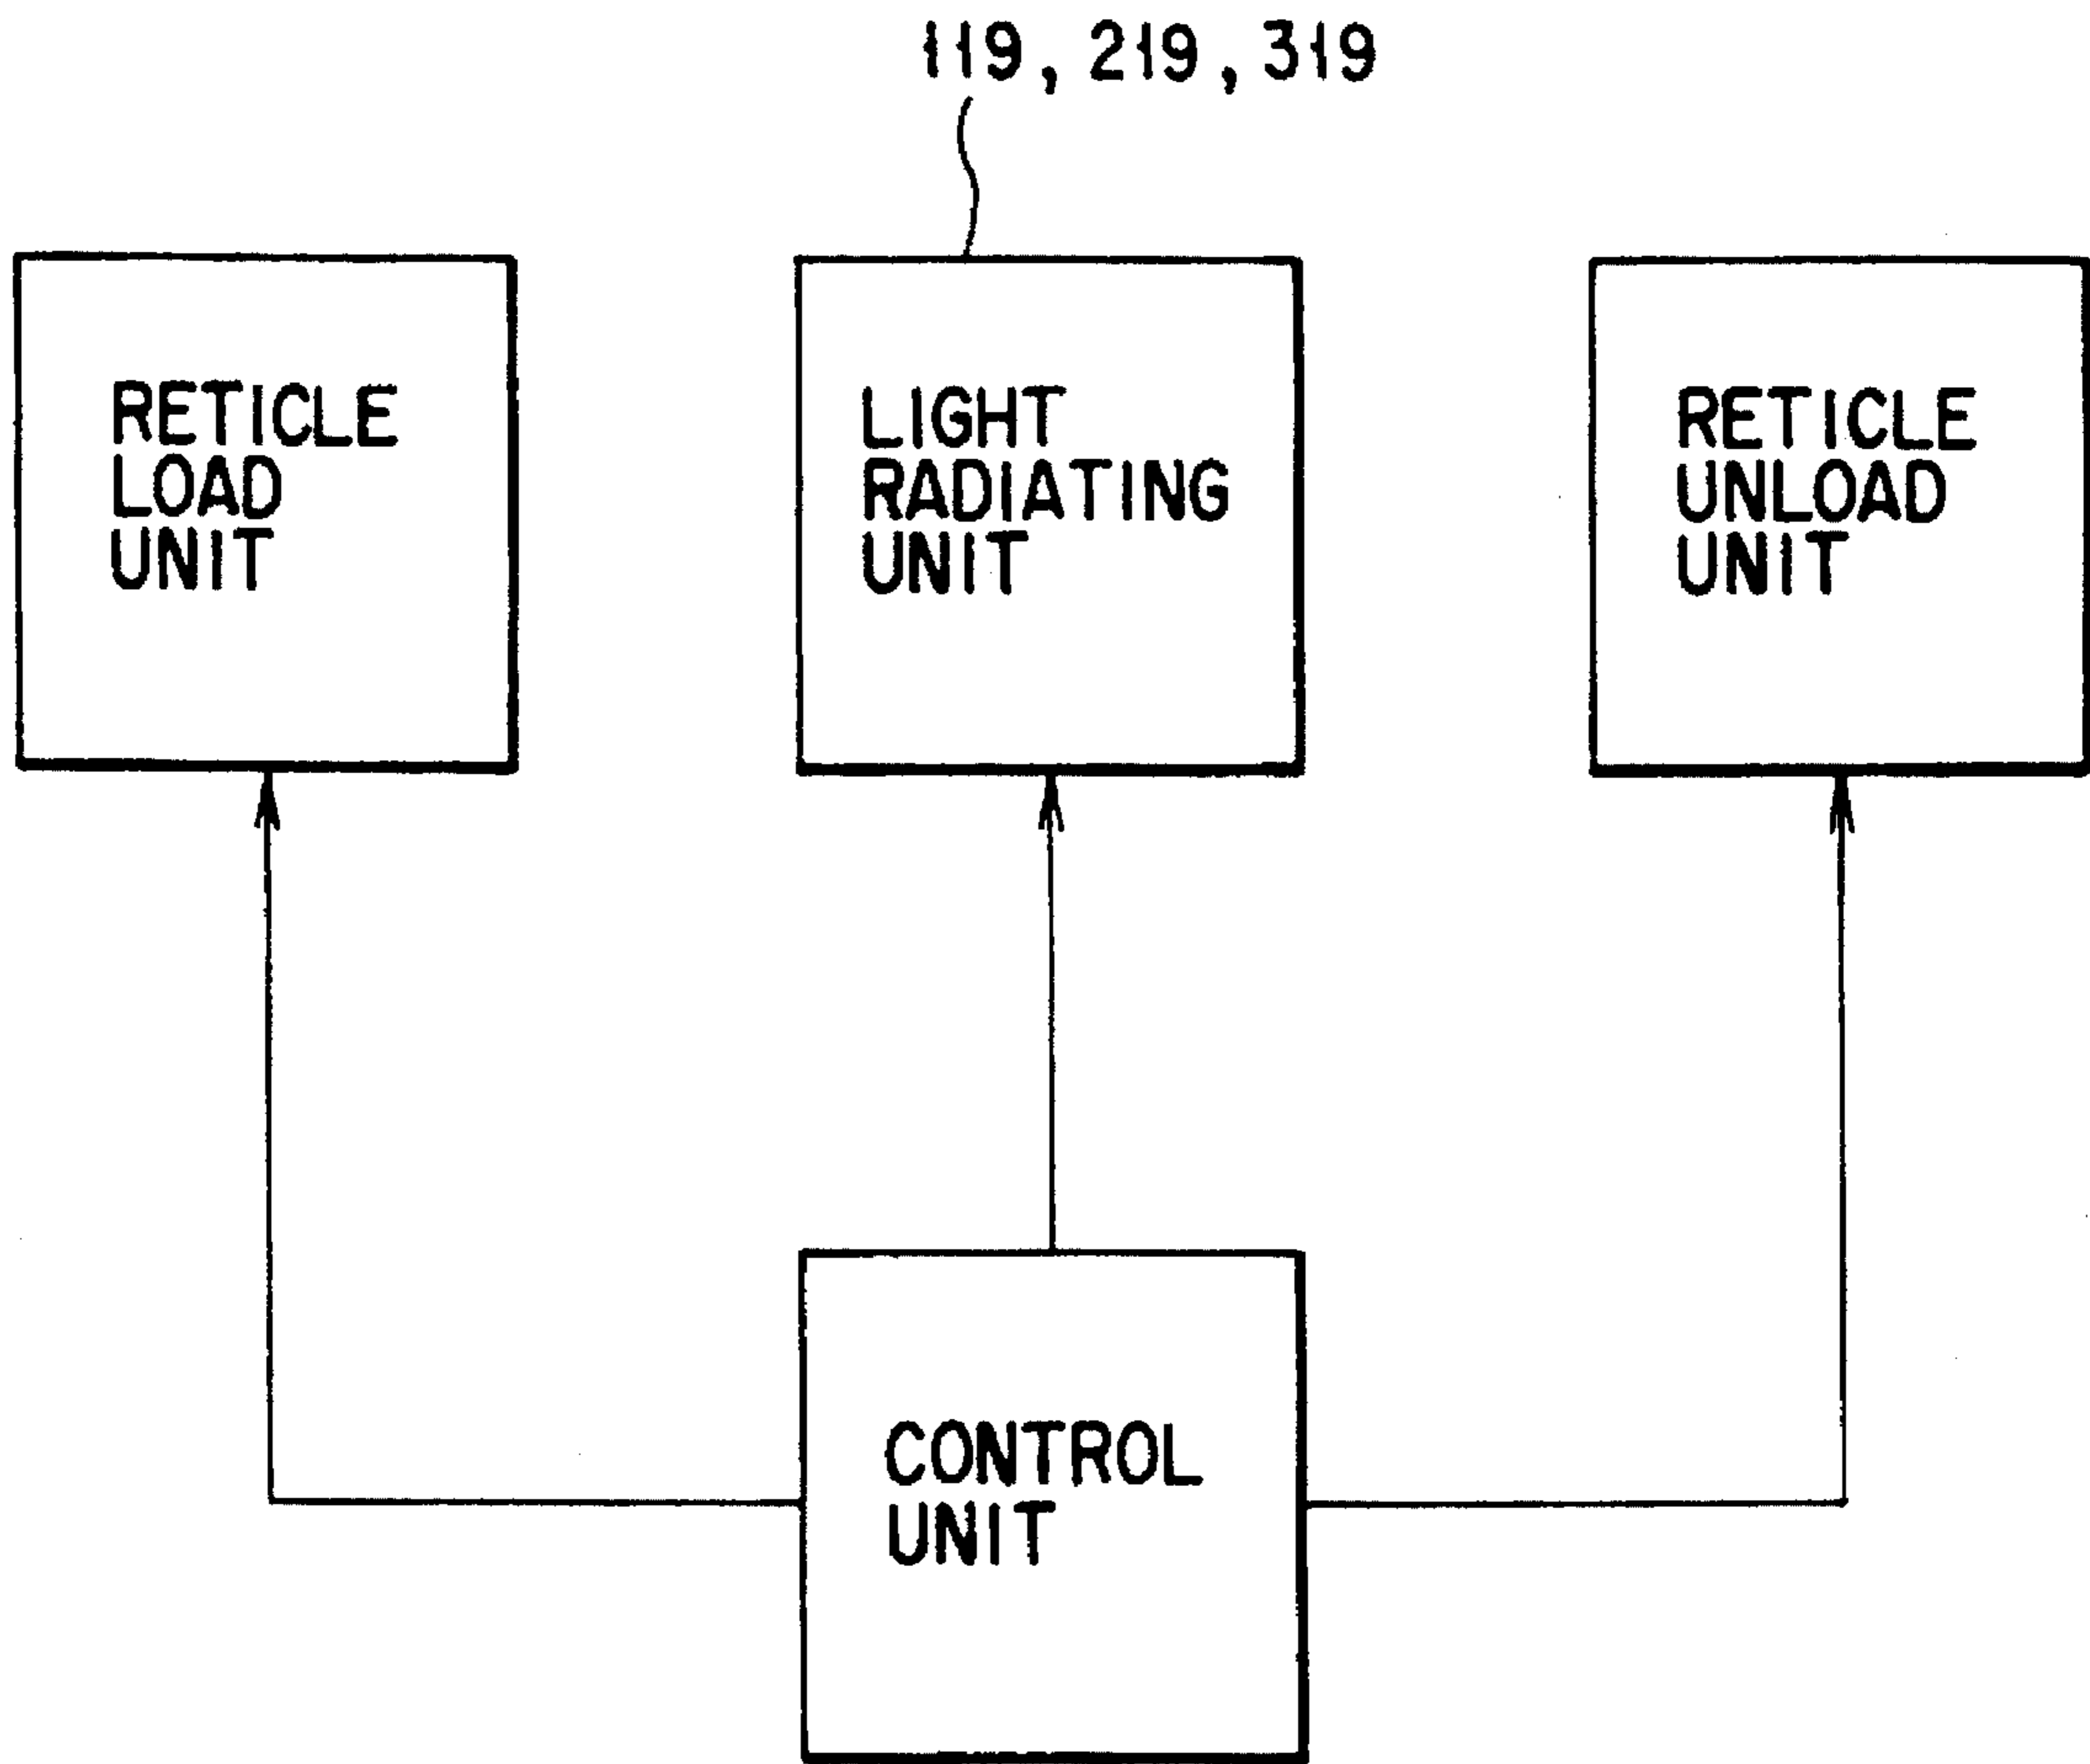 119, 219, 319
RETICLE
LOAD
UNIT
LIGHT
RADIATING
UNIT
RETICLE
UNLOAD
UNIT
CONTROL
UNIT